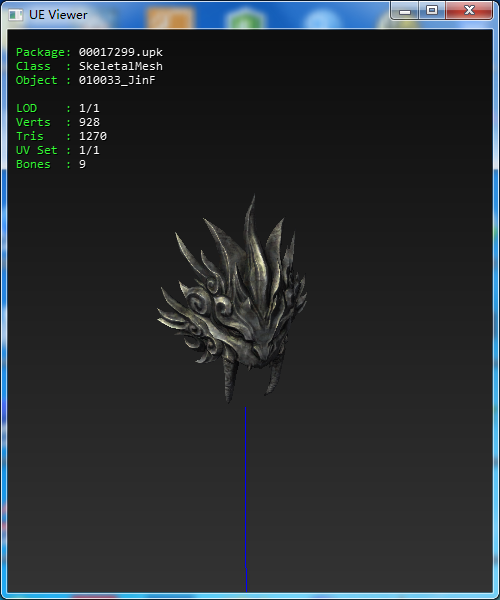 UE Viewer
Package: 00017299.upk
Class : SkeletalMesh
Object : 010033_JinF
LOD : 1/1
Verts : 928
Tris : 1270
UV Set : 1/1
Bones : 9